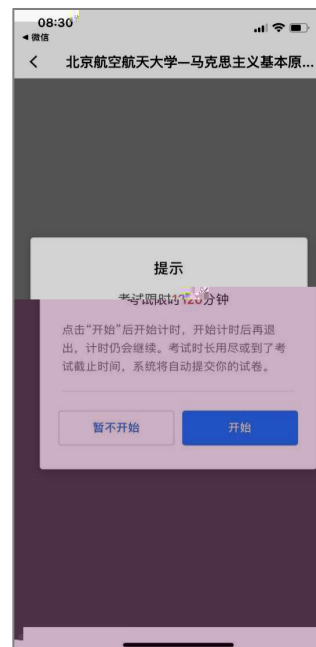 08:30
微信
北京航空航天大学—马克思主义基本原...
提示
考试限时120分钟
点击“开始”后开始计时，开始计时后再退
出，计时仍会继续。考试时长用尽或到了考
试截止时间，系统将自动提交你的试卷。
暂不开始
开始